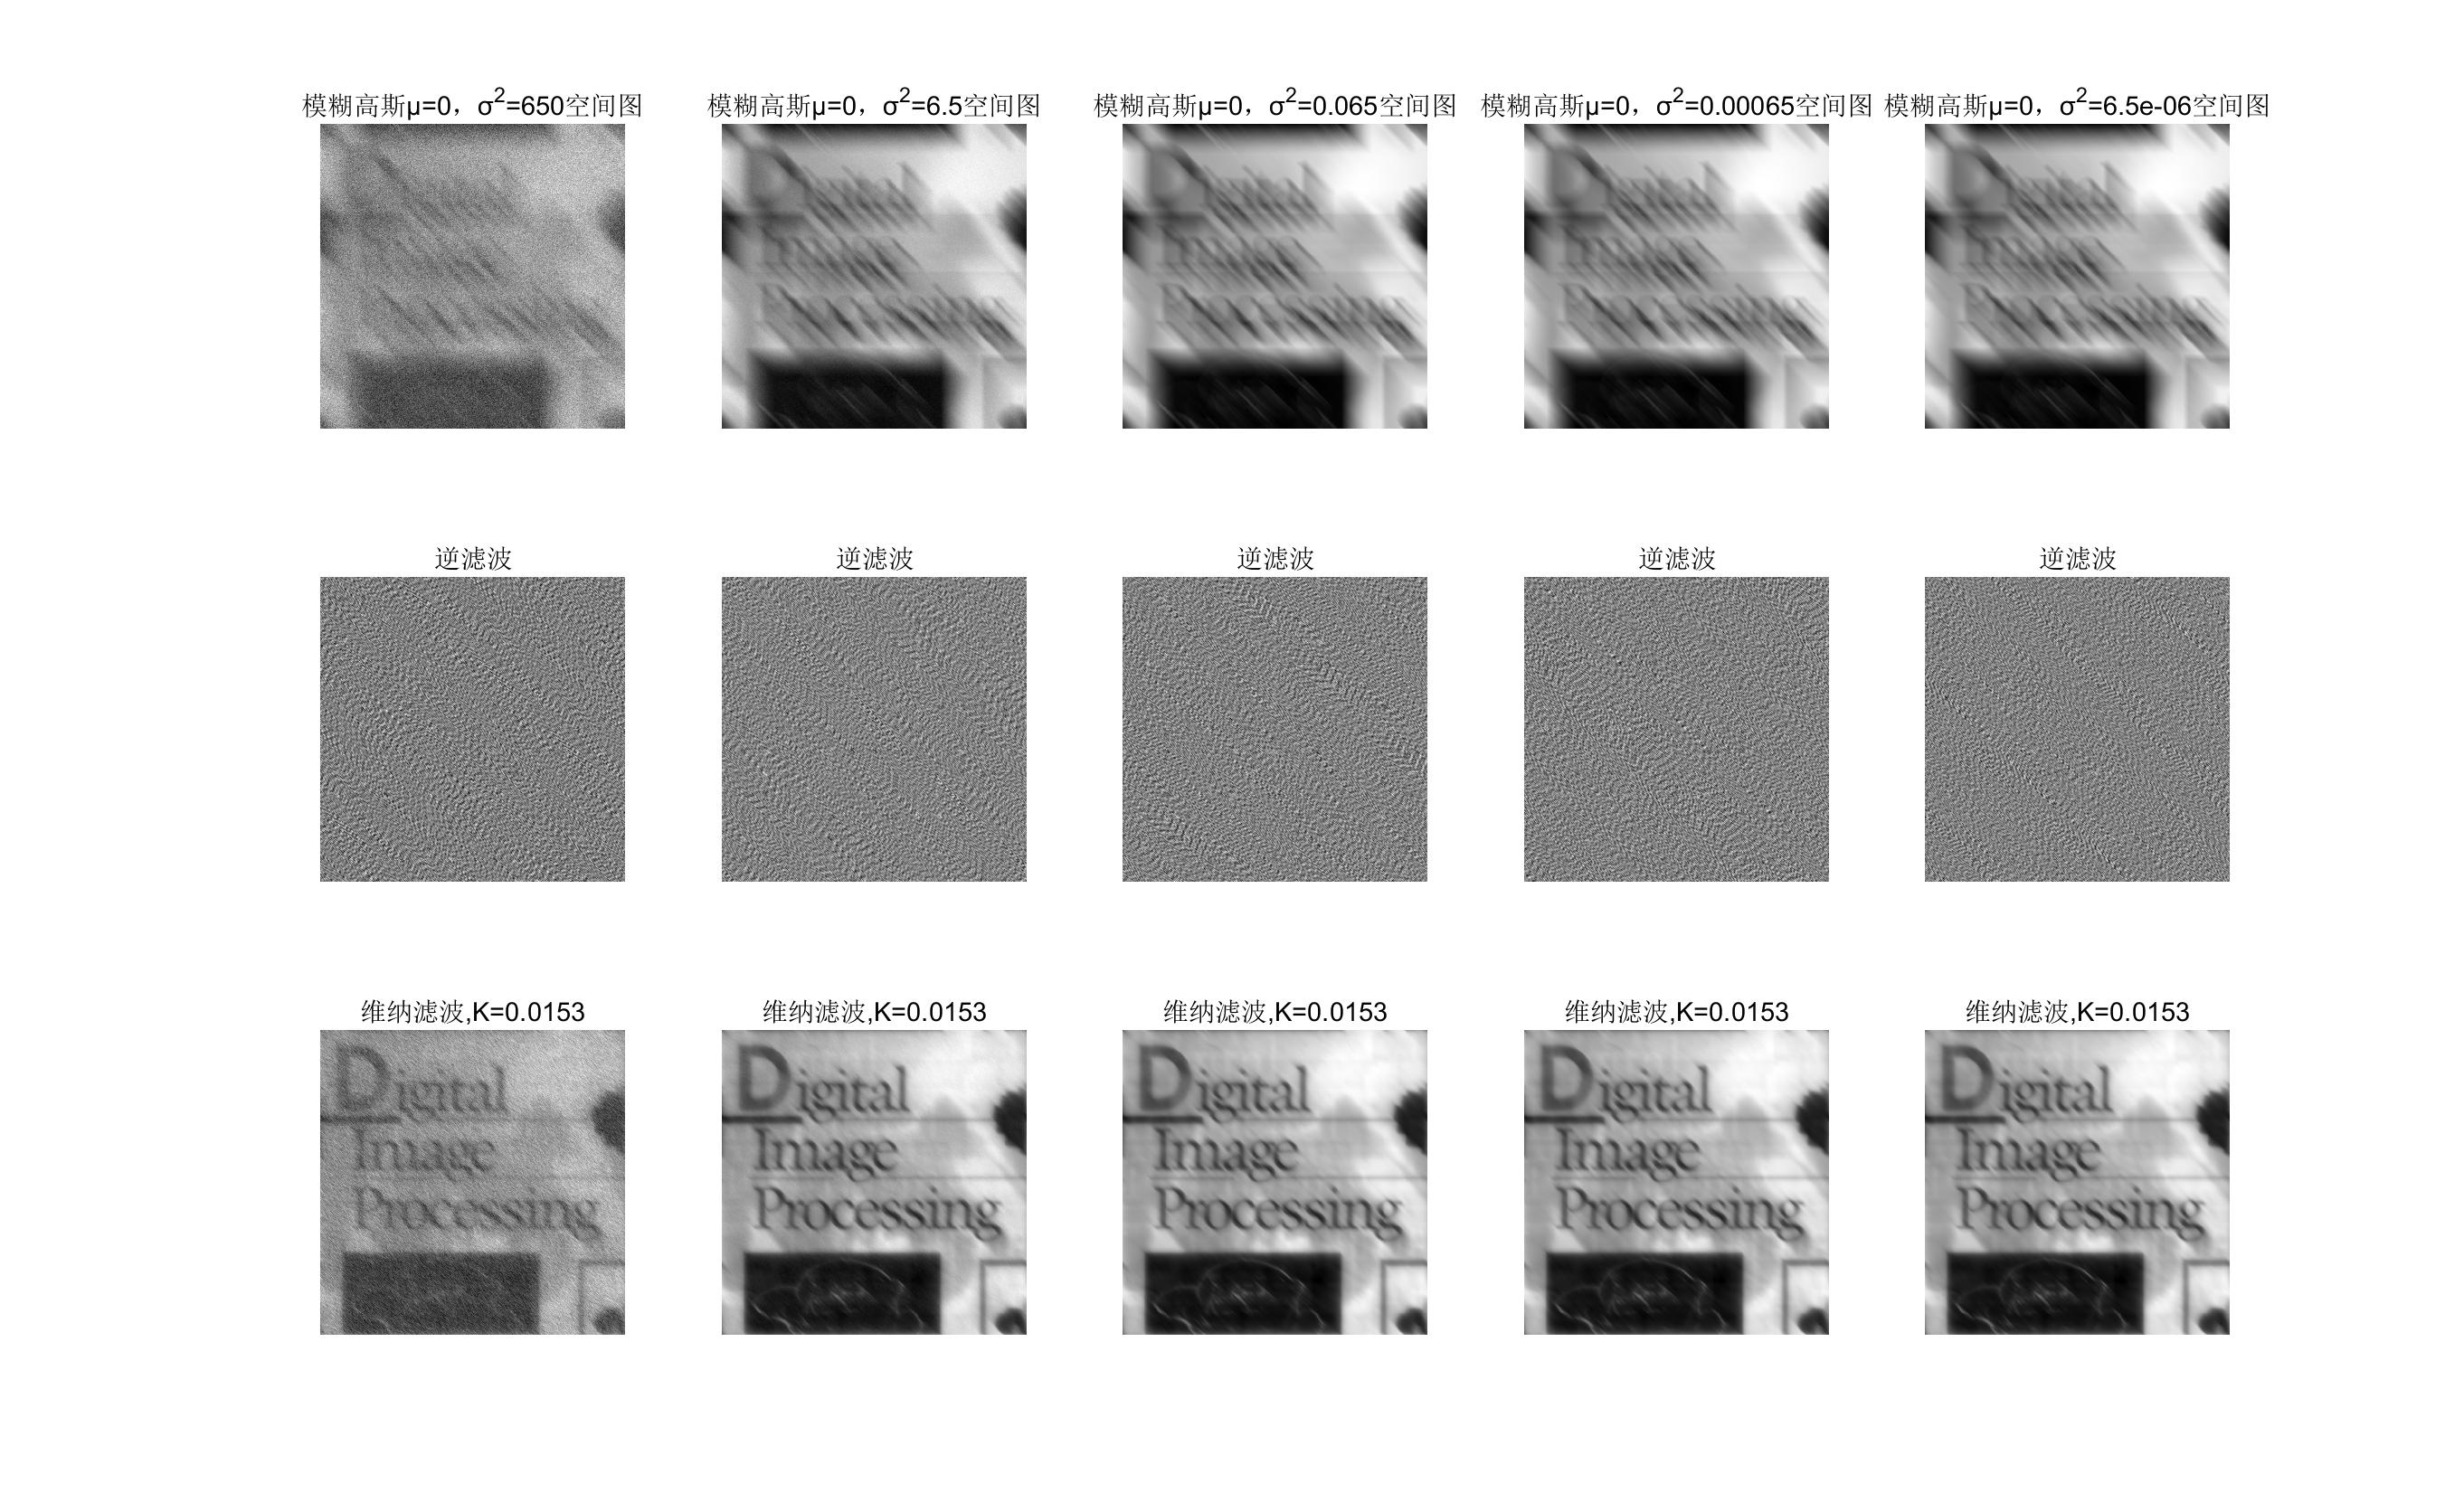 模糊高斯μ=0，σ²=650空间图
模糊高斯μ=0，σ²=6.5空间图
模糊高斯μ=0，σ²=0.065空间图
模糊高斯μ=0，σ²=0.00065空间图
模糊高斯μ=0，σ²=6.5e-06空间图
Digital
Image
Processing
逆滤波
逆滤波
逆滤波
逆滤波
逆滤波
维纳滤波,K=0.0153
维纳滤波,K=0.0153
维纳滤波,K=0.0153
维纳滤波,K=0.0153
维纳滤波,K=0.0153
Digital
Image
Processing
Digital
Image
Processing
Digital
Image
Processing
Digital
Image
Processing
Digital
Image
Processing